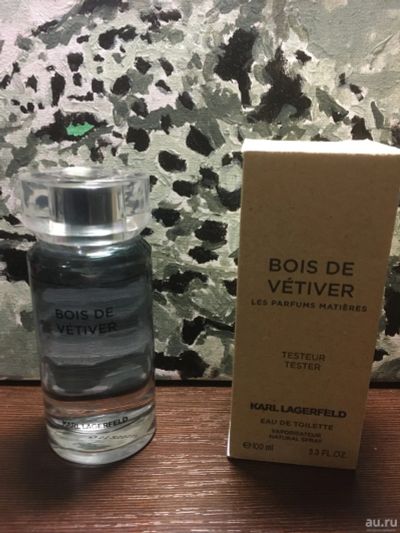 BOIS DE
VÉTIVER
KARL LAGERFELD
BOIS DE
VÉTIVER
LES PARFUMS MATIÈRES
TESTEUR
TESTER
KARL LAGERFELD
EAU DE TOILETTE
VAPORISATEUR
NATURAL SPRAY
℮ 100 ml 3.3 FL.OZ.
au.ru